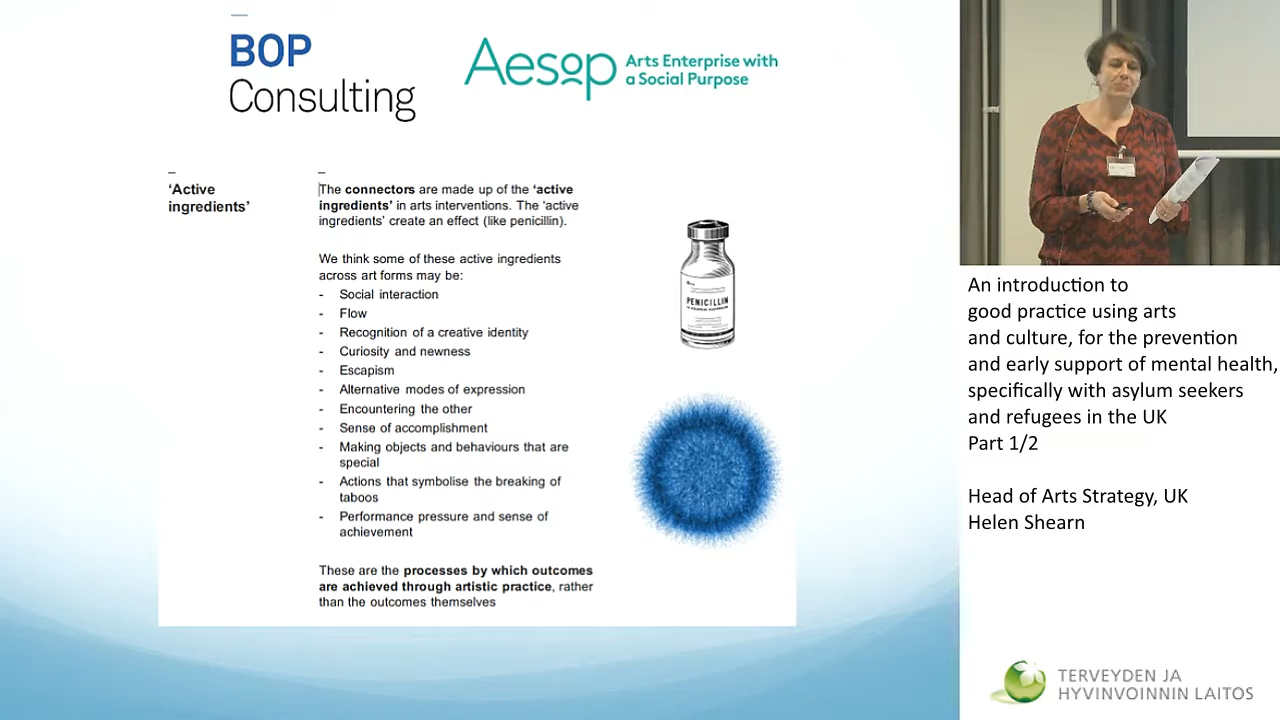 BOP
Consulting
Aesop
Arts Enterprise with
a Social Purpose
‘Active
ingredients’
The connectors are made up of the ‘active
ingredients’ in arts interventions. The ‘active
ingredients’ create an effect (like penicillin).
We think some of these active ingredients
across art forms may be:
- Social interaction
- Flow
- Recognition of a creative identity
- Curiosity and newness
- Escapism
- Alternative modes of expression
- Encountering the other
- Sense of accomplishment
- Making objects and behaviours that are
special
- Actions that symbolise the breaking of
taboos
- Performance pressure and sense of
achievement
These are the processes by which outcomes
are achieved through artistic practice, rather
than the outcomes themselves
PENICILLIN
An introduction to
good practice using arts
and culture, for the prevention
and early support of mental health,
specifically with asylum seekers
and refugees in the UK
Part 1/2
Head of Arts Strategy, UK
Helen Shearn
TERVEYDEN JA
HYVINVOINNIN LAITOS